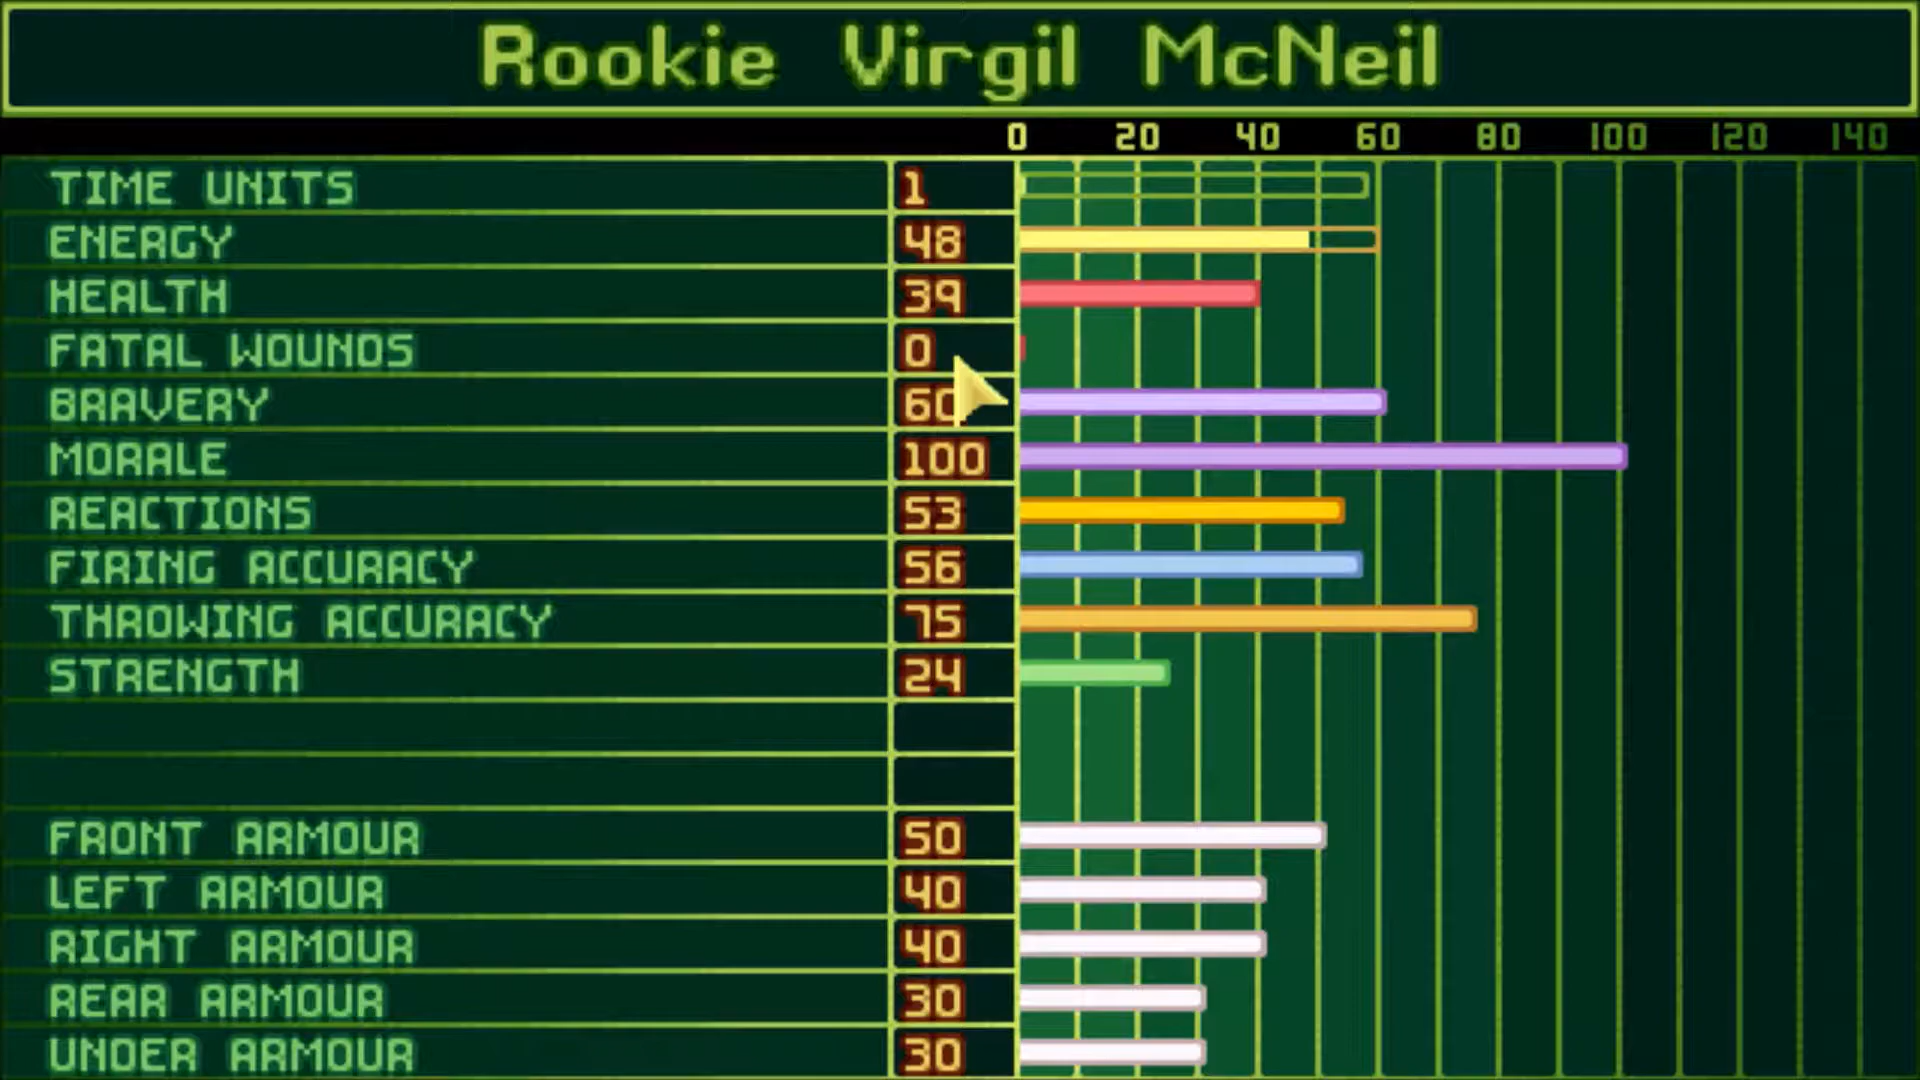 Rookie Virgil McNeil
0 20 40 60 80 100 120 140
TIME UNITS 1
ENERGY 48
HEALTH 39
FATAL WOUNDS 0
BRAVERY 60
MORALE 100
REACTIONS 53
FIRING ACCURACY 56
THROWING ACCURACY 75
STRENGTH 24
FRONT ARMOUR 50
LEFT ARMOUR 40
RIGHT ARMOUR 40
REAR ARMOUR 30
UNDER ARMOUR 30